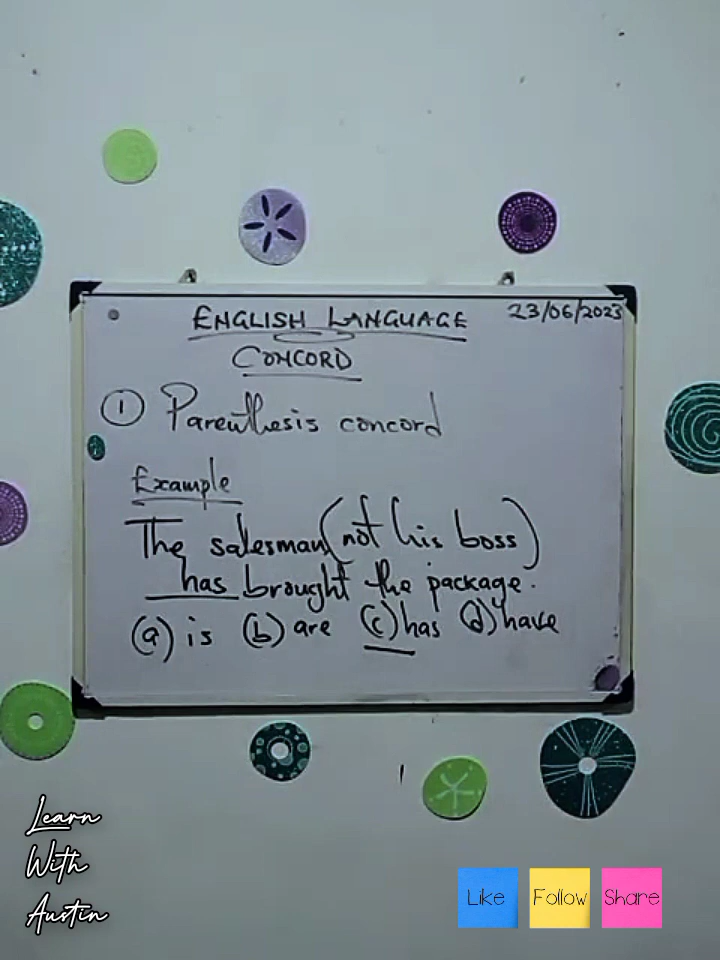 ENGLISH LANGUAGE 23/06/2023
CONCORD
① Parenthesis concord
Example
The salesman (not his boss)
has brought the package.
(a) is (b) are (c) has (d) have
Learn
With
Austin
Like Follow Share